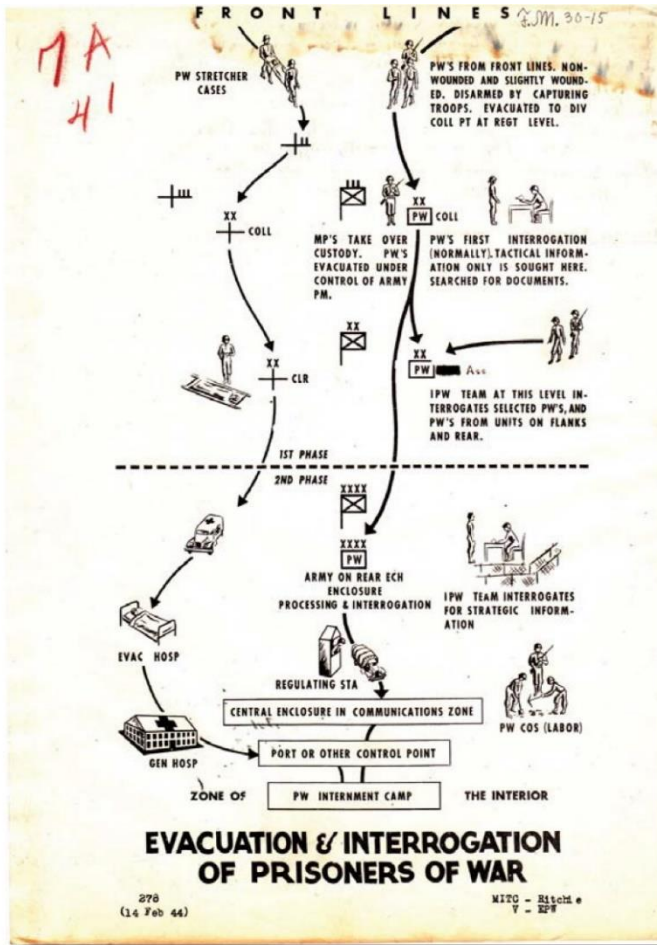 FRONT LINES
F.M. 30-15
7A
41
PW STRETCHER
CASES
PW'S FROM FRONT LINES. NON-
WOUNDED AND SLIGHTLY WOUND-
ED. DISARMED BY CAPTURING
TROOPS. EVACUATED TO DIV
COLL PT AT REGT LEVEL.
II
III
XX
COLL
III
XX
PW COLL
MP'S TAKE OVER
CUSTODY. PW'S
EVACUATED UNDER
CONTROL OF ARMY
PM.
PW'S FIRST INTERROGATION
(NORMALLY). TACTICAL INFORM-
ATION ONLY IS SOUGHT HERE.
SEARCHED FOR DOCUMENTS.
XX
CLR
XX
XX
PW
IPW TEAM AT THIS LEVEL IN-
TERROGATES SELECTED PW'S, AND
PW'S FROM UNITS ON FLANKS
AND REAR.
1ST PHASE
2ND PHASE
XXXX
XXXX
PW
ARMY ON REAR ECH
ENCLOSURE
PROCESSING & INTERROGATION
IPW TEAM INTERROGATES
FOR STRATEGIC INFORM-
ATION
EVAC HOSP
REGULATING STA
PW COS (LABOR)
CENTRAL ENCLOSURE IN COMMUNICATIONS ZONE
GEN HOSP
PORT OR OTHER CONTROL POINT
ZONE OF PW INTERNMENT CAMP THE INTERIOR
EVACUATION & INTERROGATION
OF PRISONERS OF WAR
278
(14 Feb 44)
MITC - Ritchie
V - EPW